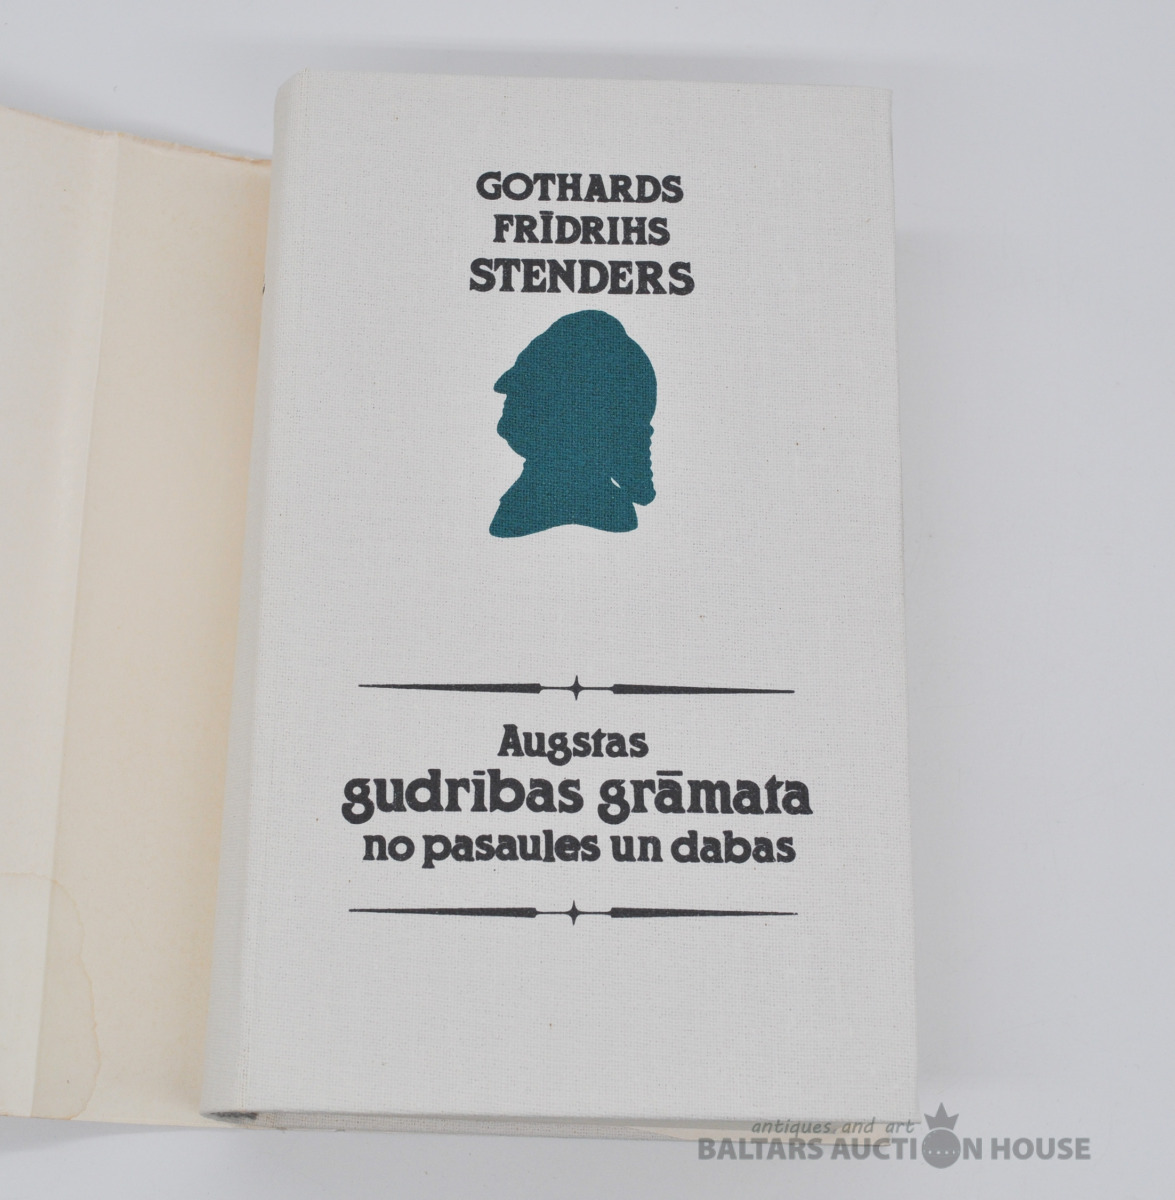 GOTHARDS
FRĪDRIHS
STENDERS
Augstas
gudrības grāmata
no pasaules un dabas
antiques and art
BALTARS AUCTION HOUSE